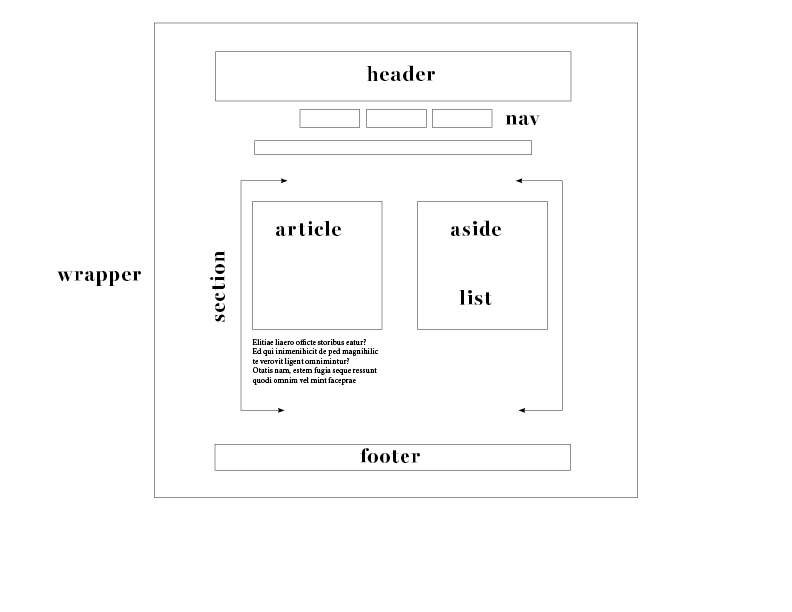 header
nav
article
aside
wrapper
section
list
Elitiae liaero officte storibus eatur?
Ed qui inimenihicit de ped magnihilic
te verovit ligent omnimintur?
Otatis nam, estem fugia seque ressunt
quodi omnim vel mint faceprae
footer